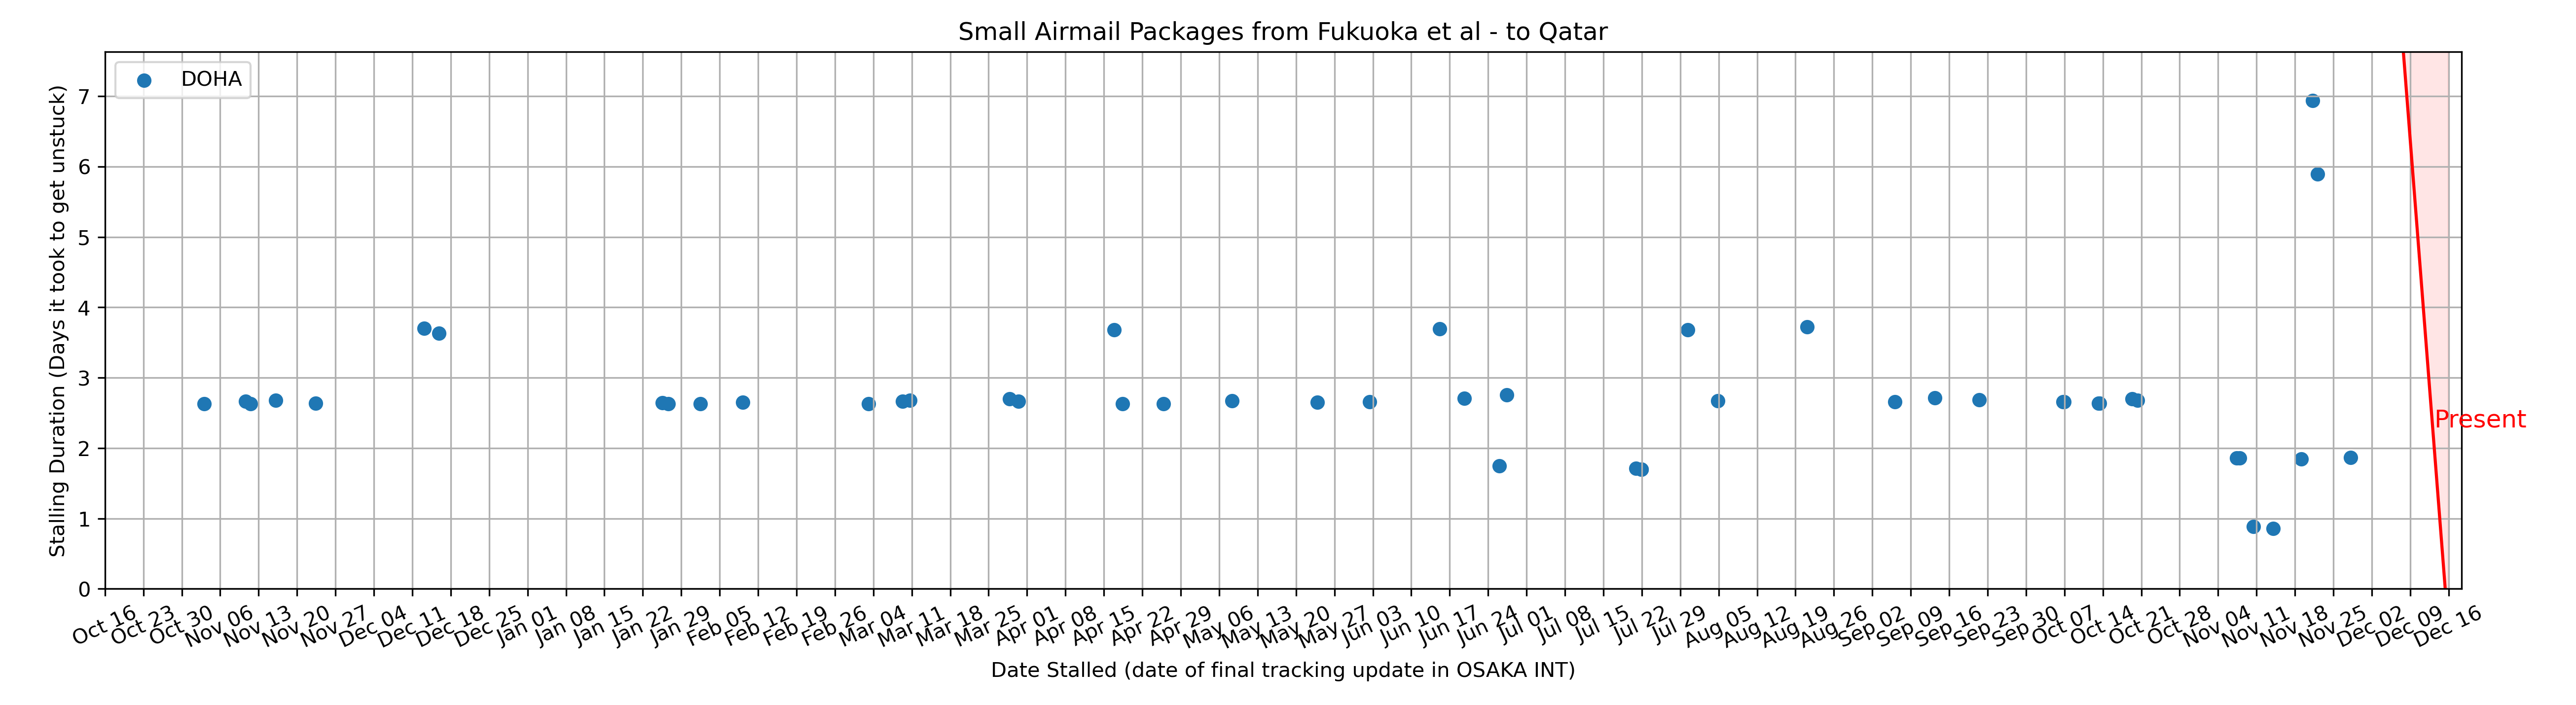 Small Airmail Packages from Fukuoka et al - to Qatar
DOHA
Stalling Duration (Days it took to get unstuck)
7
6
5
4
3
2
1
0
Present
Oct 16
Oct 23
Oct 30
Nov 06
Nov 13
Nov 20
Nov 27
Dec 04
Dec 11
Dec 18
Dec 25
Jan 01
Jan 08
Jan 15
Jan 22
Jan 29
Feb 05
Feb 12
Feb 19
Feb 26
Mar 04
Mar 11
Mar 18
Mar 25
Apr 01
Apr 08
Apr 15
Apr 22
Apr 29
May 06
May 13
May 20
May 27
Jun 03
Jun 10
Jun 17
Jun 24
Jul 01
Jul 08
Jul 15
Jul 22
Jul 29
Aug 05
Aug 12
Aug 19
Aug 26
Sep 02
Sep 09
Sep 16
Sep 23
Sep 30
Oct 07
Oct 14
Oct 21
Oct 28
Nov 04
Nov 11
Nov 18
Nov 25
Dec 02
Dec 09
Dec 16
Date Stalled (date of final tracking update in OSAKA INT)